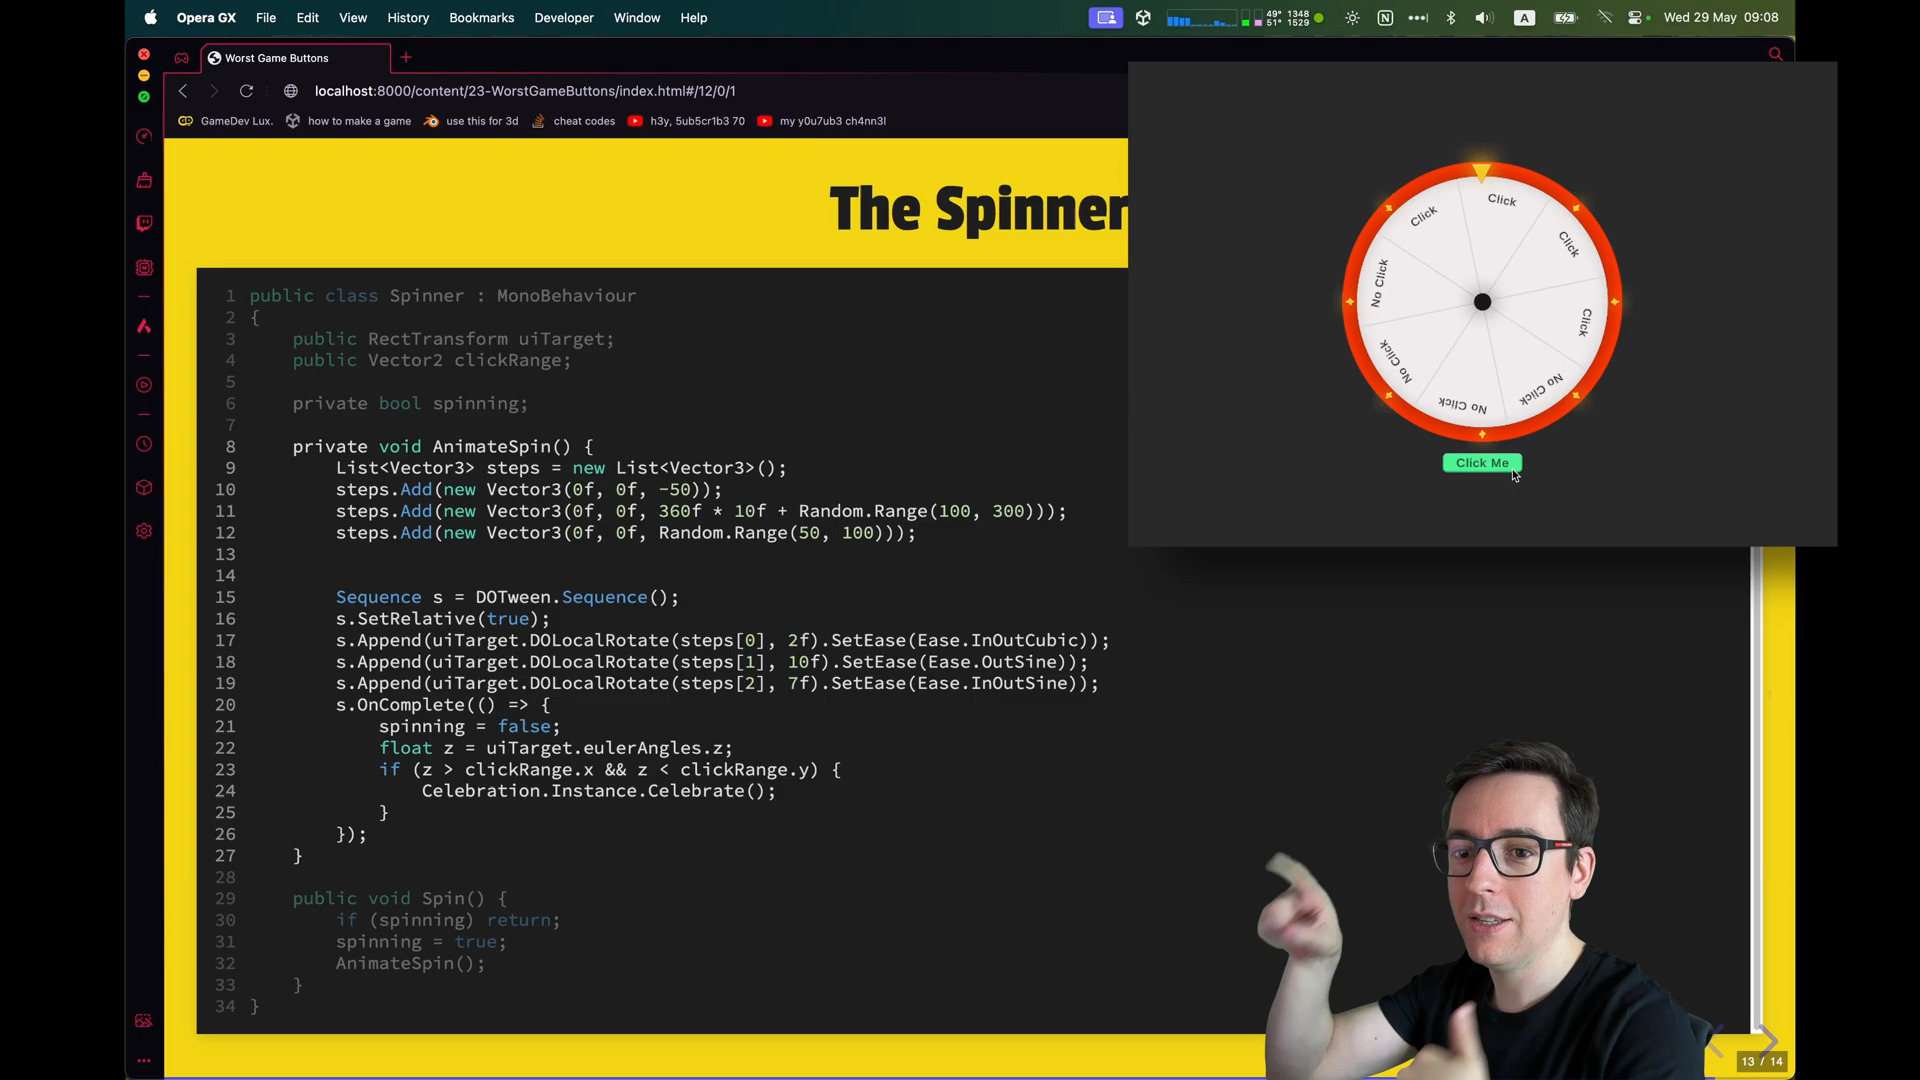 Opera GX File Edit View History Bookmarks Developer Window Help
49° 1348
51° 1529
A
Wed 29 May 09:08
Worst Game Buttons
localhost:8000/content/23-WorstGameButtons/index.html#/12/0/1
GameDev Lux. how to make a game use this for 3d cheat codes h3y, 5ub5cr1b3 70 my y0u7ub3 ch4nn3l
The Spinner
1 public class Spinner : MonoBehaviour
2 {
3 public RectTransform uiTarget;
4 public Vector2 clickRange;
5
6 private bool spinning;
7
8 private void AnimateSpin() {
9 List<Vector3> steps = new List<Vector3>();
10 steps.Add(new Vector3(0f, 0f, -50));
11 steps.Add(new Vector3(0f, 0f, 360f * 10f + Random.Range(100, 300)));
12 steps.Add(new Vector3(0f, 0f, Random.Range(50, 100)));
13
14
15 Sequence s = DOTween.Sequence();
16 s.SetRelative(true);
17 s.Append(uiTarget.DOLocalRotate(steps[0], 2f).SetEase(Ease.InOutCubic));
18 s.Append(uiTarget.DOLocalRotate(steps[1], 10f).SetEase(Ease.OutSine));
19 s.Append(uiTarget.DOLocalRotate(steps[2], 7f).SetEase(Ease.InOutSine));
20 s.OnComplete(() => {
21 spinning = false;
22 float z = uiTarget.eulerAngles.z;
23 if (z > clickRange.x && z < clickRange.y) {
24 Celebration.Instance.Celebrate();
25 }
26 });
27 }
28
29 public void Spin() {
30 if (spinning) return;
31 spinning = true;
32 AnimateSpin();
33 }
34 }
Click
Click
Click
Click
No Click
No Click
No Click
No Click
Click Me
13 / 14